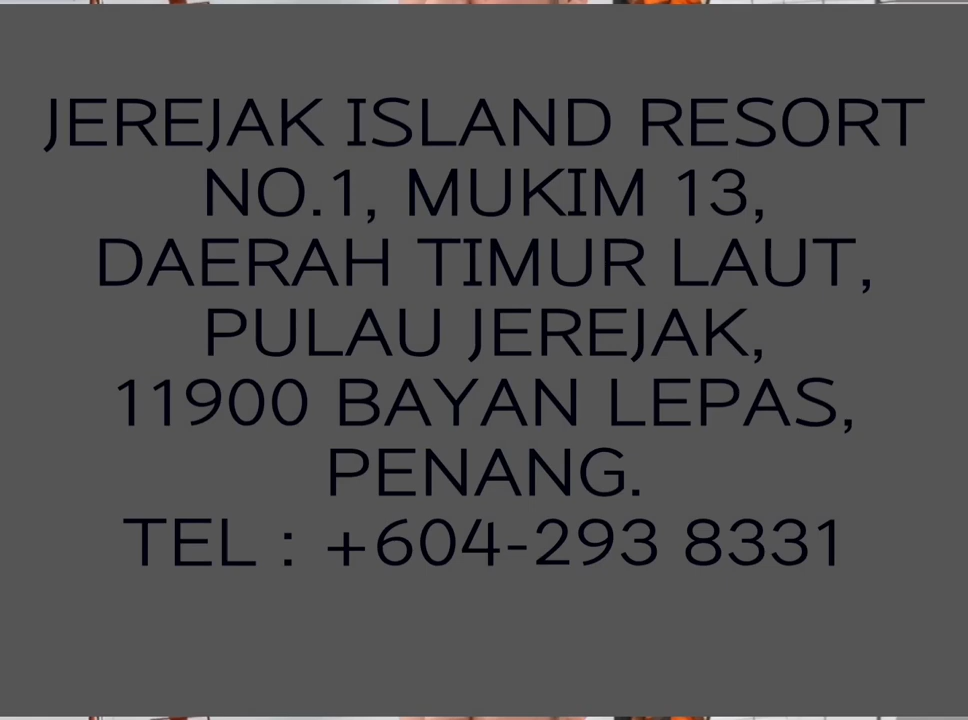 JEREJAK ISLAND RESORT
NO.1, MUKIM 13,
DAERAH TIMUR LAUT,
PULAU JEREJAK,
11900 BAYAN LEPAS,
PENANG.
TEL : +604-293 8331